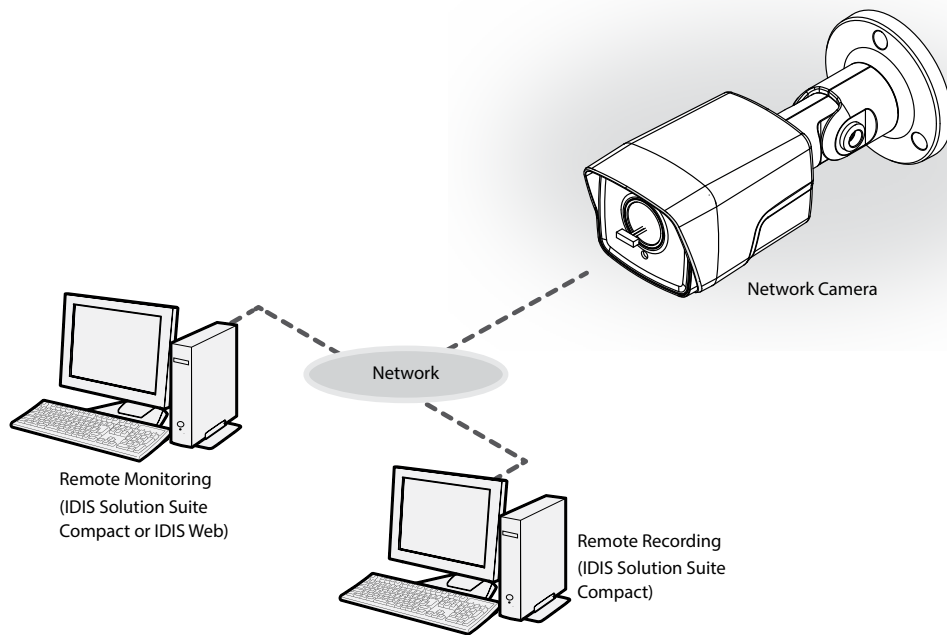 Network Camera
Network
Remote Monitoring
(IDIS Solution Suite
Compact or IDIS Web)
Remote Recording
(IDIS Solution Suite
Compact)